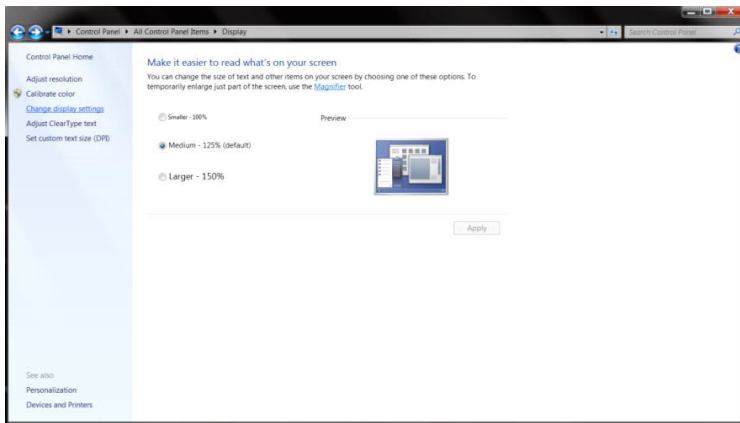 Control Panel ▸ All Control Panel Items ▸ Display
Search Control Panel
Control Panel Home
Adjust resolution
Calibrate color
Change display settings
Adjust ClearType text
Set custom text size (DPI)
Make it easier to read what's on your screen
You can change the size of text and other items on your screen by choosing one of these options. To
temporarily enlarge just part of the screen, use the Magnifier tool.
Smaller - 100%
Preview
Medium - 125% (default)
Larger - 150%
Apply
See also
Personalization
Devices and Printers